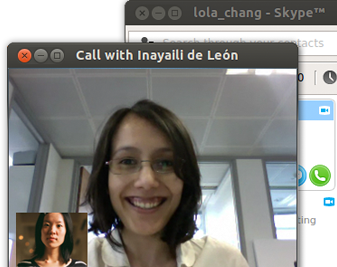 lola_chang - Skype™
Search through your contacts
Call with Inayaili de León